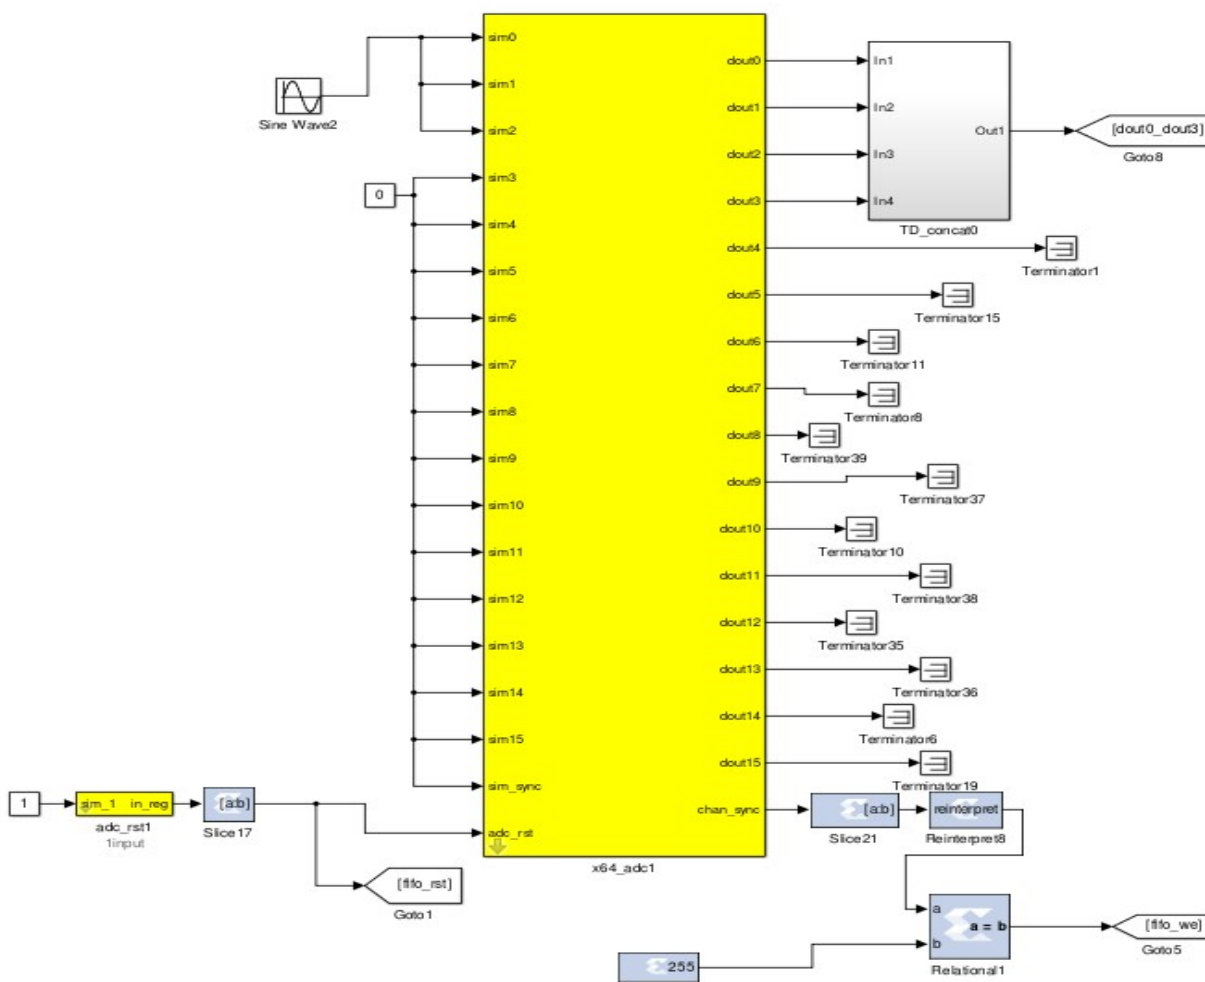 sim0
sim1
sim2
sim3
sim4
sim5
sim6
sim7
sim8
sim9
sim10
sim11
sim12
sim13
sim14
sim15
sim_sync
adc_rst
dout0
dout1
dout2
dout3
dout4
dout5
dout6
dout7
dout8
dout9
dout10
dout11
dout12
dout13
dout14
dout15
chan_sync
x64_adc1
Sine Wave2
0
In1
In2
In3
In4
Out1
TD_concat0
[dout0_dout3]
Goto8
Terminator1
Terminator15
Terminator11
Terminator8
Terminator39
Terminator37
Terminator10
Terminator38
Terminator35
Terminator36
Terminator6
Terminator19
1
sim_1 in_reg
adc_rst1
1input
[a:b]
Slice17
[fifo_rst]
Goto1
[a:b]
Slice21
reinterpret
Reinterpret8
a
b
a = b
Relational1
255
[fifo_we]
Goto5